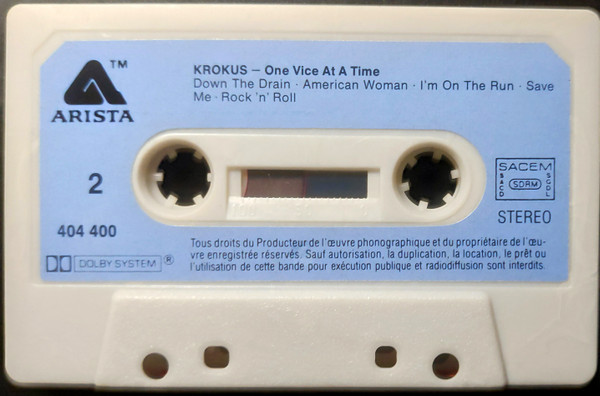 TM
ARISTA
KROKUS – One Vice At A Time
Down The Drain · American Woman · I'm On The Run · Save
Me · Rock 'n' Roll
2
SACEM
SACD
SDRM
SGDL
STEREO
404 400
DOLBY SYSTEM ®
Tous droits du Producteur de l'œuvre phonographique et du propriétaire de l'œu-
vre enregistrée réservés. Sauf autorisation, la duplication, la location, le prêt ou
l'utilisation de cette bande pour exécution publique et radiodiffusion sont interdits.